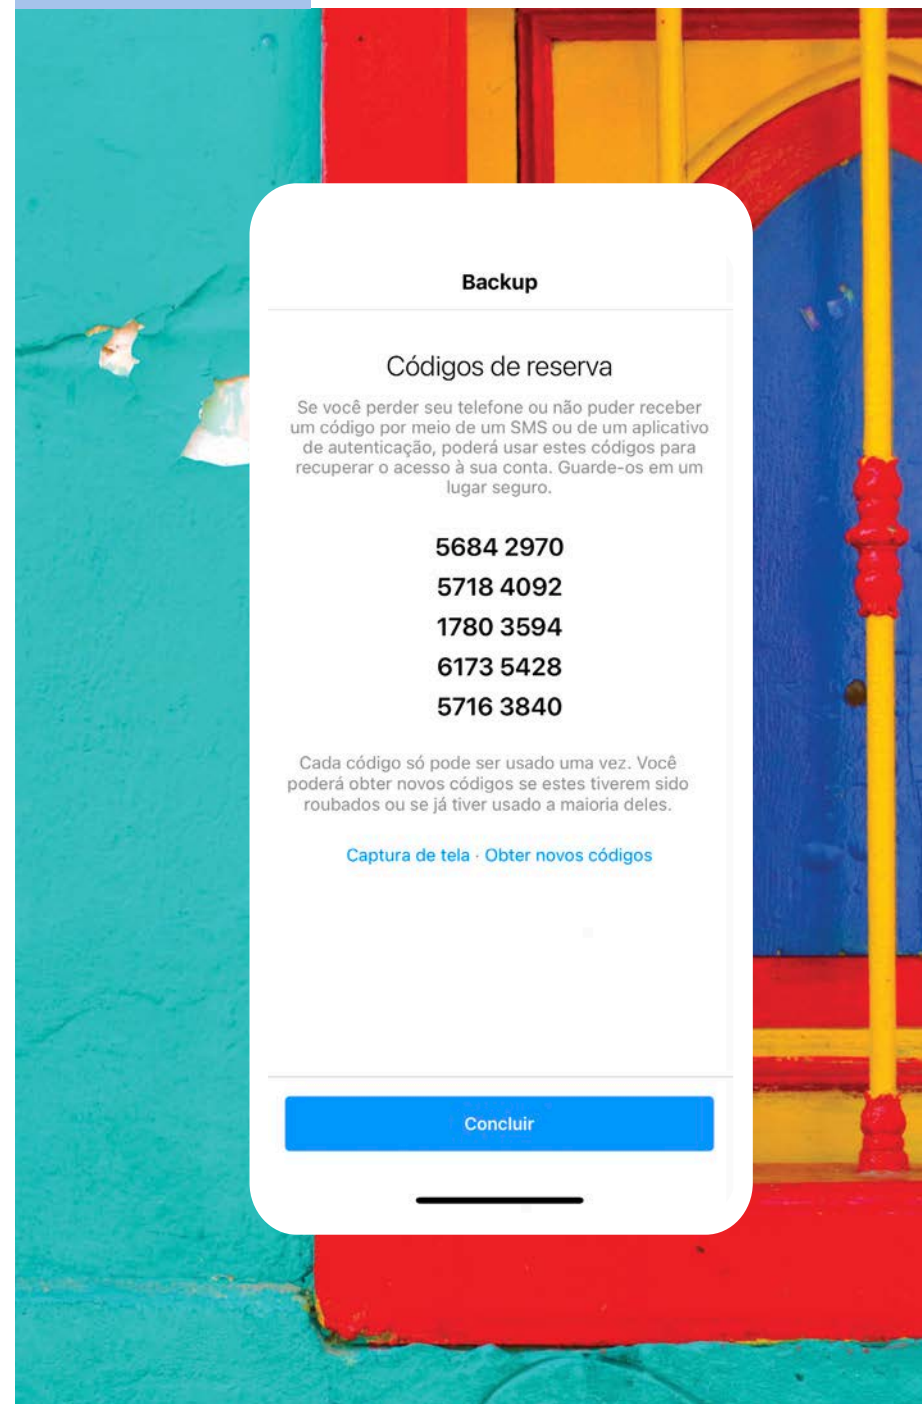 Backup
Códigos de reserva
Se você perder seu telefone ou não puder receber
um código por meio de um SMS ou de um aplicativo
de autenticação, poderá usar estes códigos para
recuperar o acesso à sua conta. Guarde-os em um
lugar seguro.
5684 2970
5718 4092
1780 3594
6173 5428
5716 3840
Cada código só pode ser usado uma vez. Você
poderá obter novos códigos se estes tiverem sido
roubados ou se já tiver usado a maioria deles.
Captura de tela · Obter novos códigos
Concluir